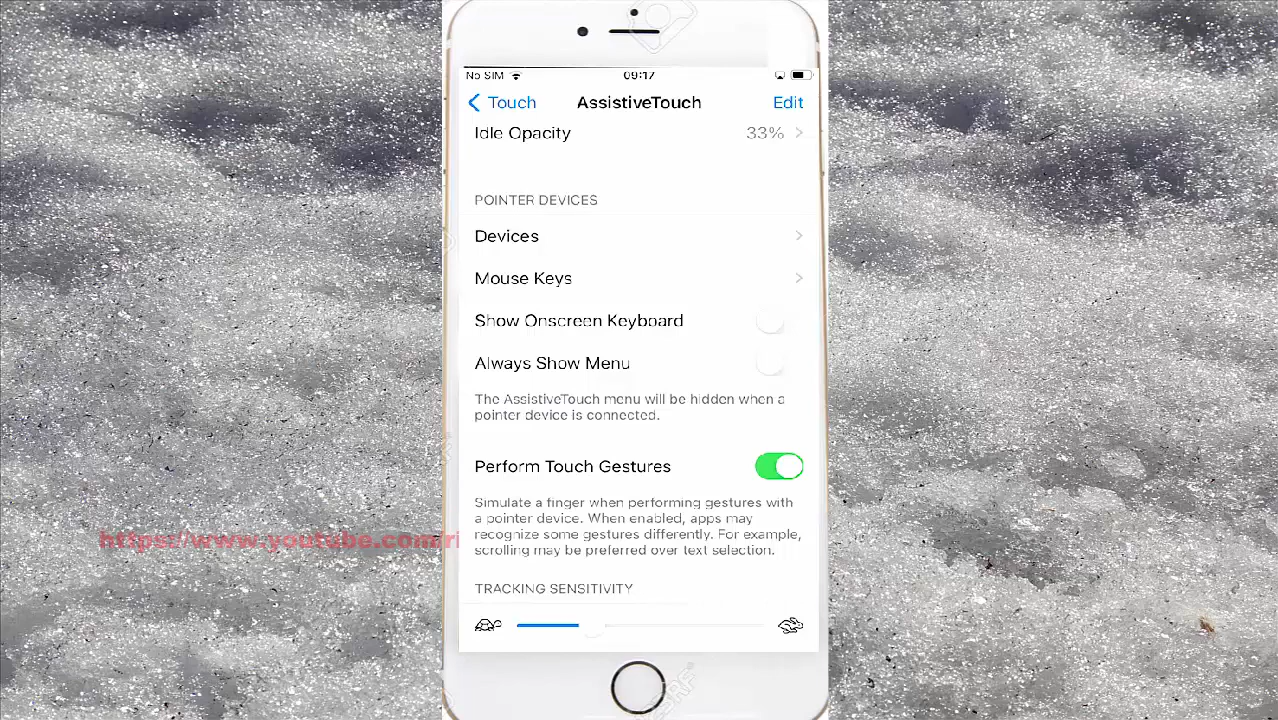 No SIM 09:17
Touch AssistiveTouch Edit
Idle Opacity 33%
POINTER DEVICES
Devices
Mouse Keys
Show Onscreen Keyboard
Always Show Menu
The AssistiveTouch menu will be hidden when a
pointer device is connected.
Perform Touch Gestures
Simulate a finger when performing gestures with
a pointer device. When enabled, apps may
https://www.youtube.com/ri
recognize some gestures differently. For example,
scrolling may be preferred over text selection.
TRACKING SENSITIVITY